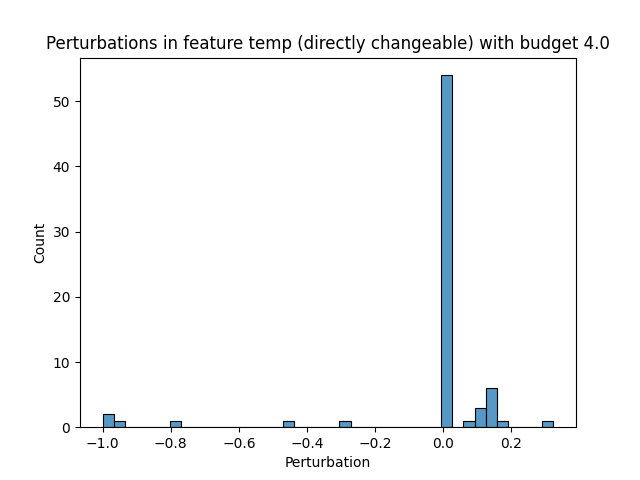 Perturbations in feature temp (directly changeable) with budget 4.0
50
40
30
20
10
0
Count
−1.0 −0.8 −0.6 −0.4 −0.2 0.0 0.2
Perturbation